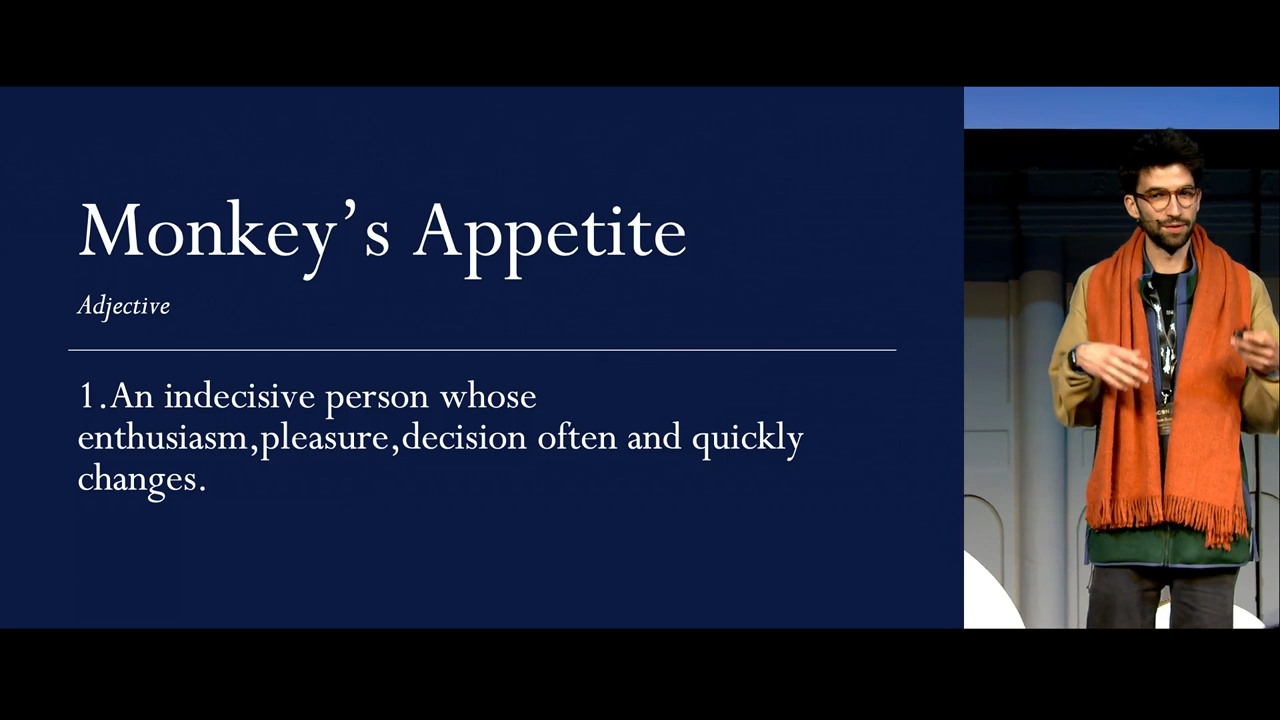 Monkey’s Appetite
Adjective
1.An indecisive person whose
enthusiasm,pleasure,decision often and quickly
changes.